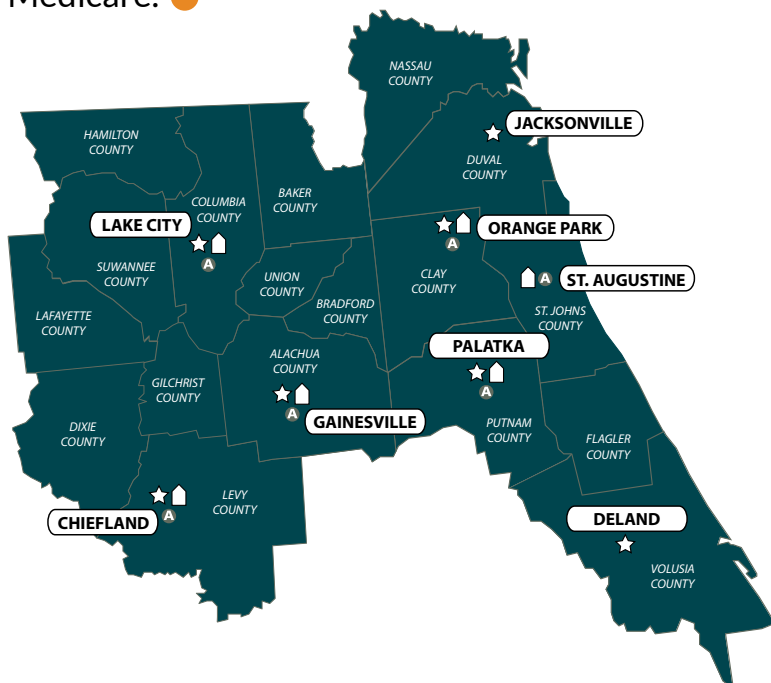 Medicare.
NASSAU
COUNTY
JACKSONVILLE
HAMILTON
COUNTY
DUVAL
COUNTY
BAKER
COUNTY
COLUMBIA
COUNTY
LAKE CITY
ORANGE PARK
A
A
SUWANNEE
COUNTY
UNION
COUNTY
CLAY
COUNTY
A
ST. AUGUSTINE
BRADFORD
COUNTY
LAFAYETTE
COUNTY
ST. JOHNS
COUNTY
PALATKA
ALACHUA
COUNTY
GILCHRIST
COUNTY
A
A
GAINESVILLE
DIXIE
COUNTY
PUTNAM
COUNTY
FLAGLER
COUNTY
LEVY
COUNTY
CHIEFLAND
A
DELAND
VOLUSIA
COUNTY